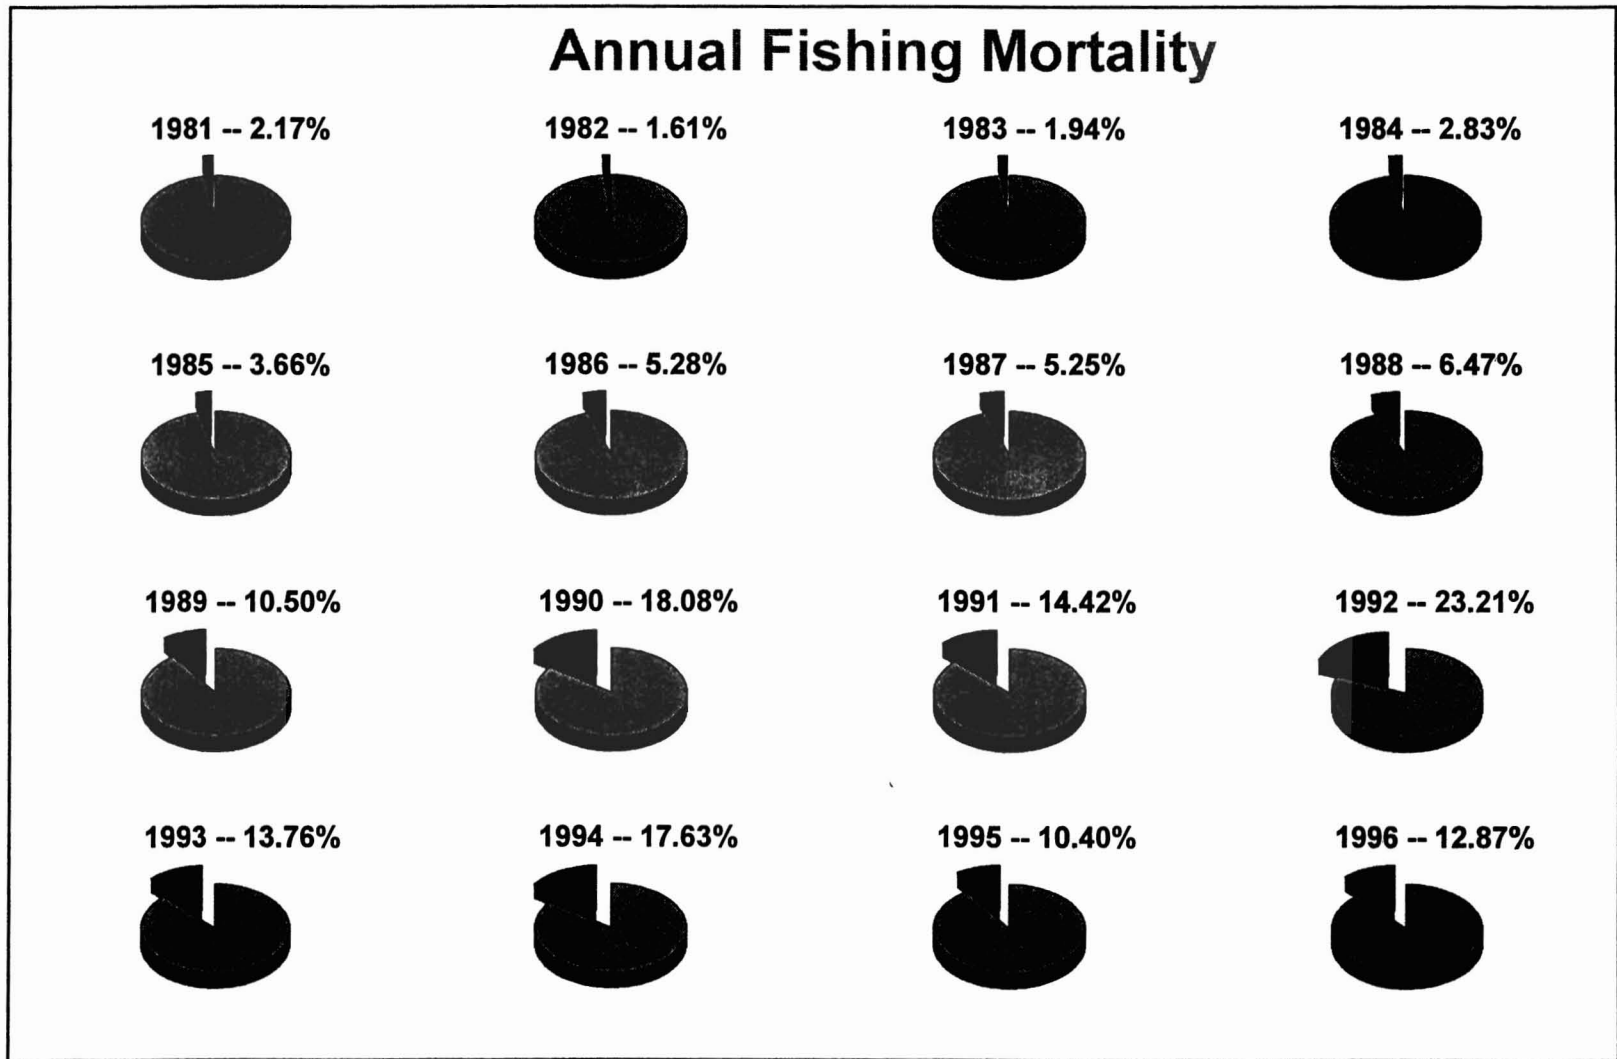 Annual Fishing Mortality
1981 -- 2.17%
1982 -- 1.61%
1983 -- 1.94%
1984 -- 2.83%
1985 -- 3.66%
1986 -- 5.28%
1987 -- 5.25%
1988 -- 6.47%
1989 -- 10.50%
1990 -- 18.08%
1991 -- 14.42%
1992 -- 23.21%
1993 -- 13.76%
1994 -- 17.63%
1995 -- 10.40%
1996 -- 12.87%